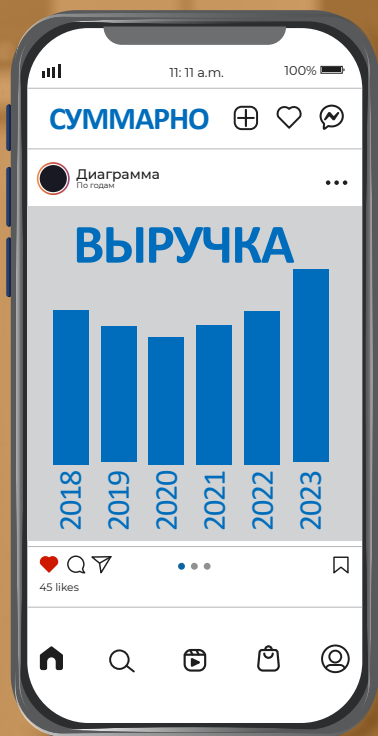 11: 11 a.m.
100%
СУММАРНО
Диаграмма
По годам
ВЫРУЧКА
2018
2019
2020
2021
2022
2023
45 likes